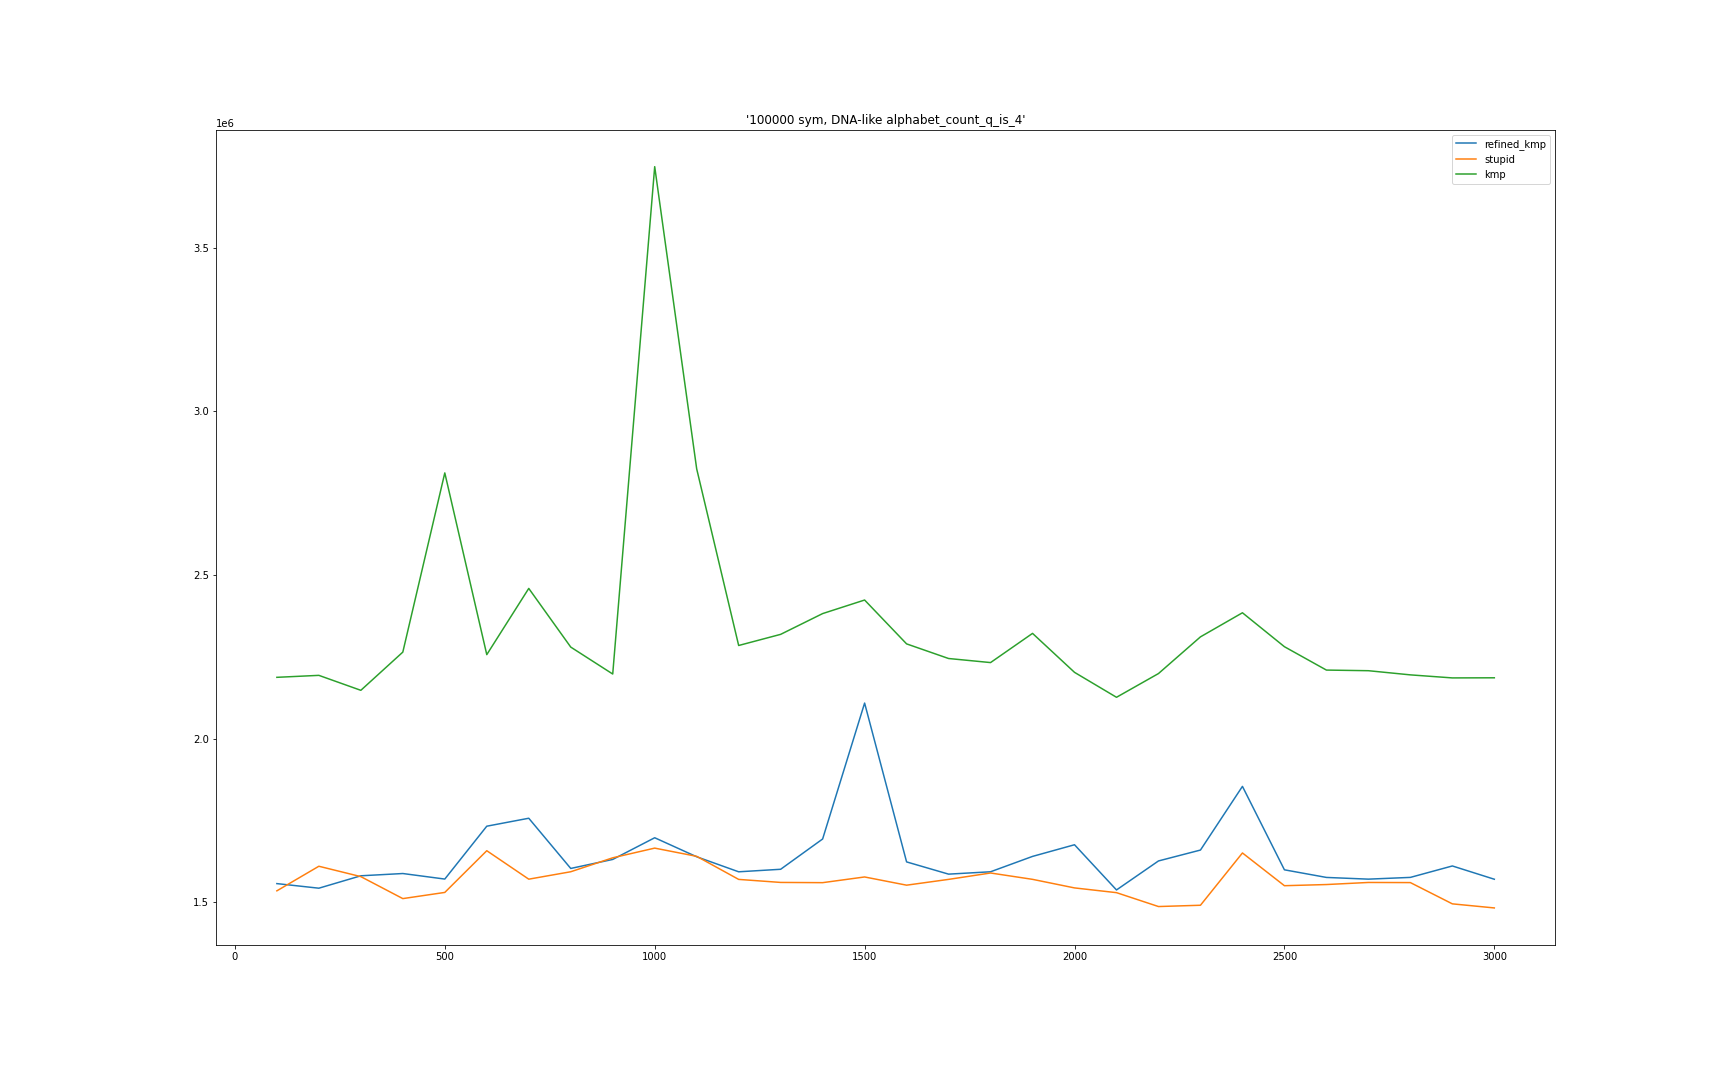 '100000 sym, DNA-like alphabet_count_q_is_4'
1e6
refined_kmp
stupid
kmp
3.5
3.0
2.5
2.0
1.5
0 500 1000 1500 2000 2500 3000